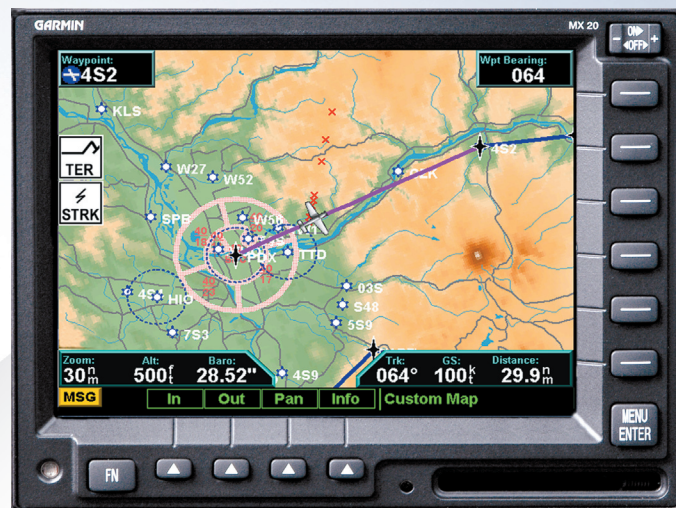 GARMIN
MX 20
- ON▶ +
◀OFF▶
Waypoint:
4S2
Wpt Bearing:
064
KLS
4S2
TER
W27
W52
STRK
SPB
W56
PDX
TTD
03S
HIO
S48
5S9
7S3
4S9
Zoom:
30nm
Alt:
500ft
Baro:
28.52"
Trk:
064°
GS:
100kt
Distance:
29.9nm
MSG
In
Out
Pan
Info
Custom Map
MENU
ENTER
FN